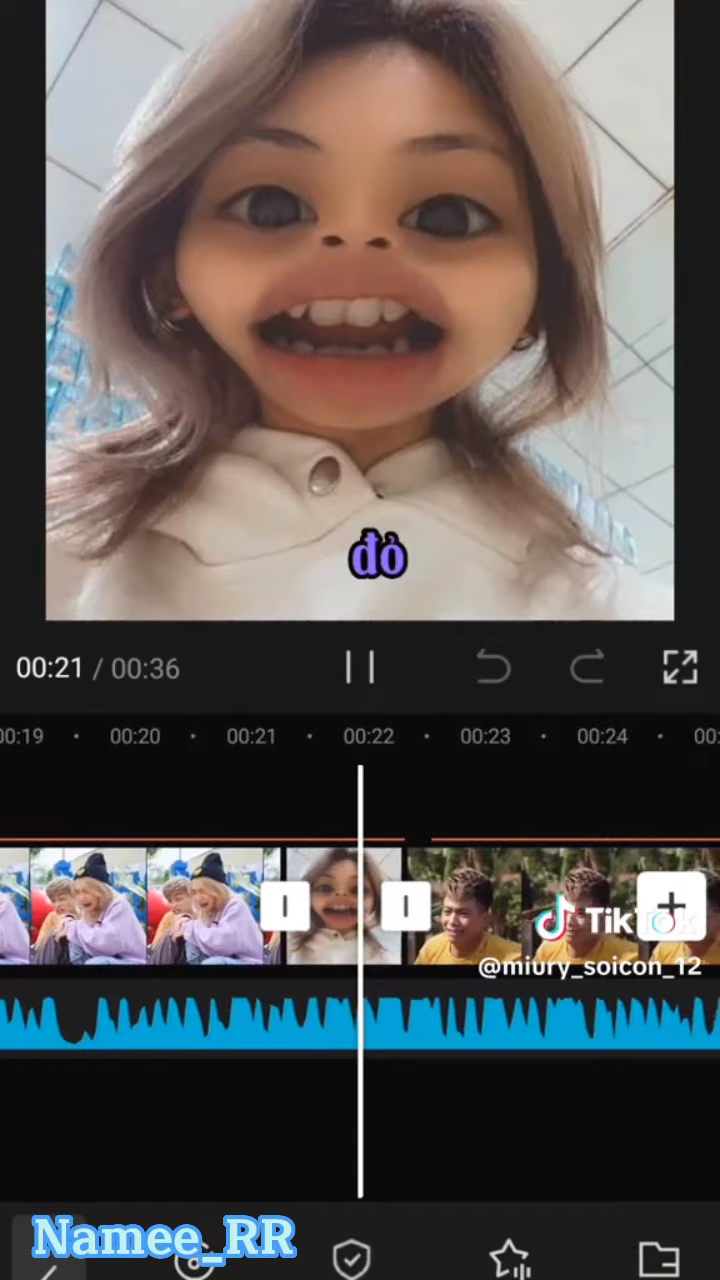 đỏ
00:21 / 00:36
00:19 • 00:20 • 00:21 • 00:22 • 00:23 • 00:24 • 00:
TikTok
@miury_soicon_12
Namee_RR